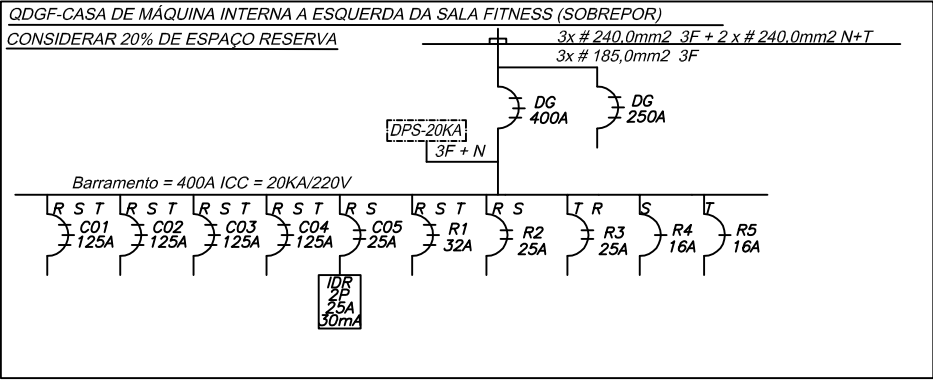 QDGF-CASA DE MÁQUINA INTERNA A ESQUERDA DA SALA FITNESS (SOBREPOR)
CONSIDERAR 20% DE ESPAÇO RESERVA
3x # 240,0mm2 3F + 2 x # 240,0mm2 N+T
3x # 185,0mm2 3F
DG
400A
DG
250A
DPS-20KA
3F + N
Barramento = 400A ICC = 20KA/220V
R S T
C01
125A
R S T
C02
125A
R S T
C03
125A
R S T
C04
125A
R S
C05
25A
R S T
R1
32A
R S
R2
25A
T R
R3
25A
S
R4
16A
T
R5
16A
IDR
2P
25A
30mA